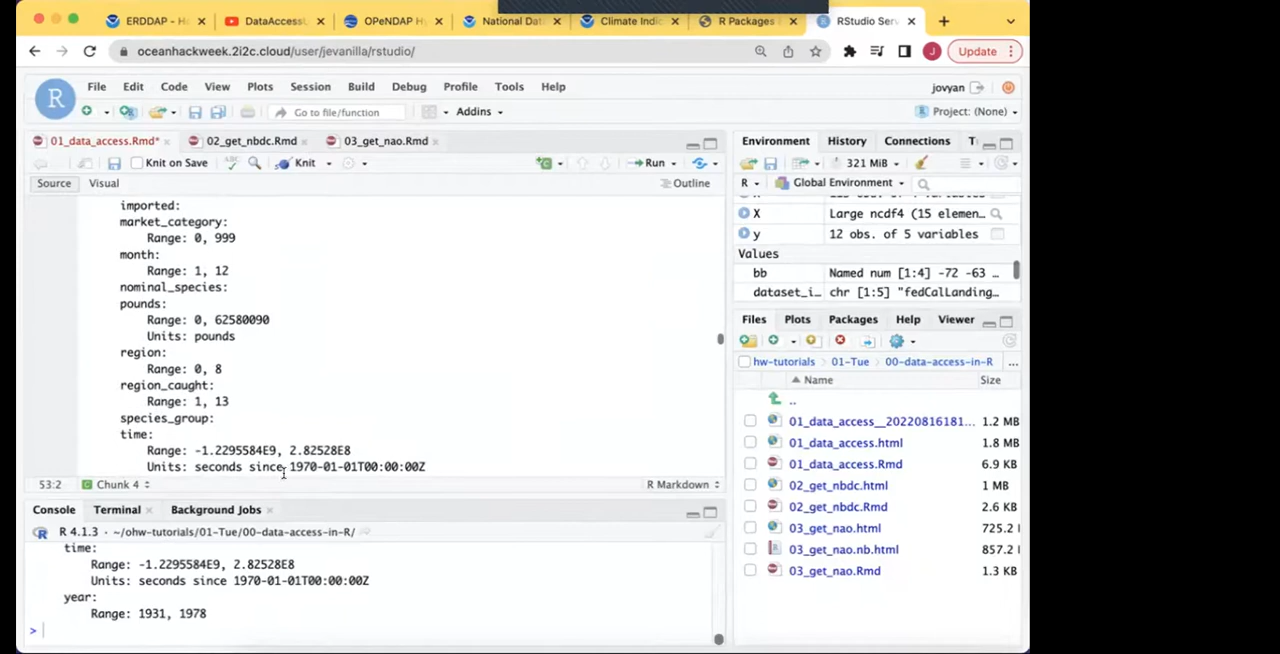 ERDDAP - H
DataAccess
OPeNDAP Hy
National Dat
Climate Indic
R Packages
RStudio Serv
oceanhackweek.2i2c.cloud/user/jevanilla/rstudio/
J
Update
R
File Edit Code View Plots Session Build Debug Profile Tools Help
jovyan
Go to file/function
Addins
Project: (None)
01_data_access.Rmd*
02_get_nbdc.Rmd
03_get_nao.Rmd
Knit on Save
Knit
Run
Source Visual
Outline
imported:
market_category:
Range: 0, 999
month:
Range: 1, 12
nominal_species:
pounds:
Range: 0, 62580090
Units: pounds
region:
Range: 0, 8
region_caught:
Range: 1, 13
species_group:
time:
Range: -1.2295584E9, 2.82528E8
Units: seconds since 1970-01-01T00:00:00Z
53:2
Chunk 4
R Markdown
Console Terminal Background Jobs
R 4.1.3 · ~/ohw-tutorials/01-Tue/00-data-access-in-R/
time:
Range: -1.2295584E9, 2.82528E8
Units: seconds since 1970-01-01T00:00:00Z
year:
Range: 1931, 1978
>
Environment History Connections T
321 MiB
R Global Environment
X Large ncdf4 (15 elemen…
y 12 obs. of 5 variables
Values
bb Named num [1:4] -72 -63 …
dataset_i… chr [1:5] "fedCalLanding…
Files Plots Packages Help Viewer
hw-tutorials 01-Tue 00-data-access-in-R ...
Name Size
..
01_data_access__20220816181... 1.2 MB
01_data_access.html 1.8 MB
01_data_access.Rmd 6.9 KB
02_get_nbdc.html 1 MB
02_get_nbdc.Rmd 2.6 KB
03_get_nao.html 725.2
03_get_nao.nb.html 857.2
03_get_nao.Rmd 1.3 KB